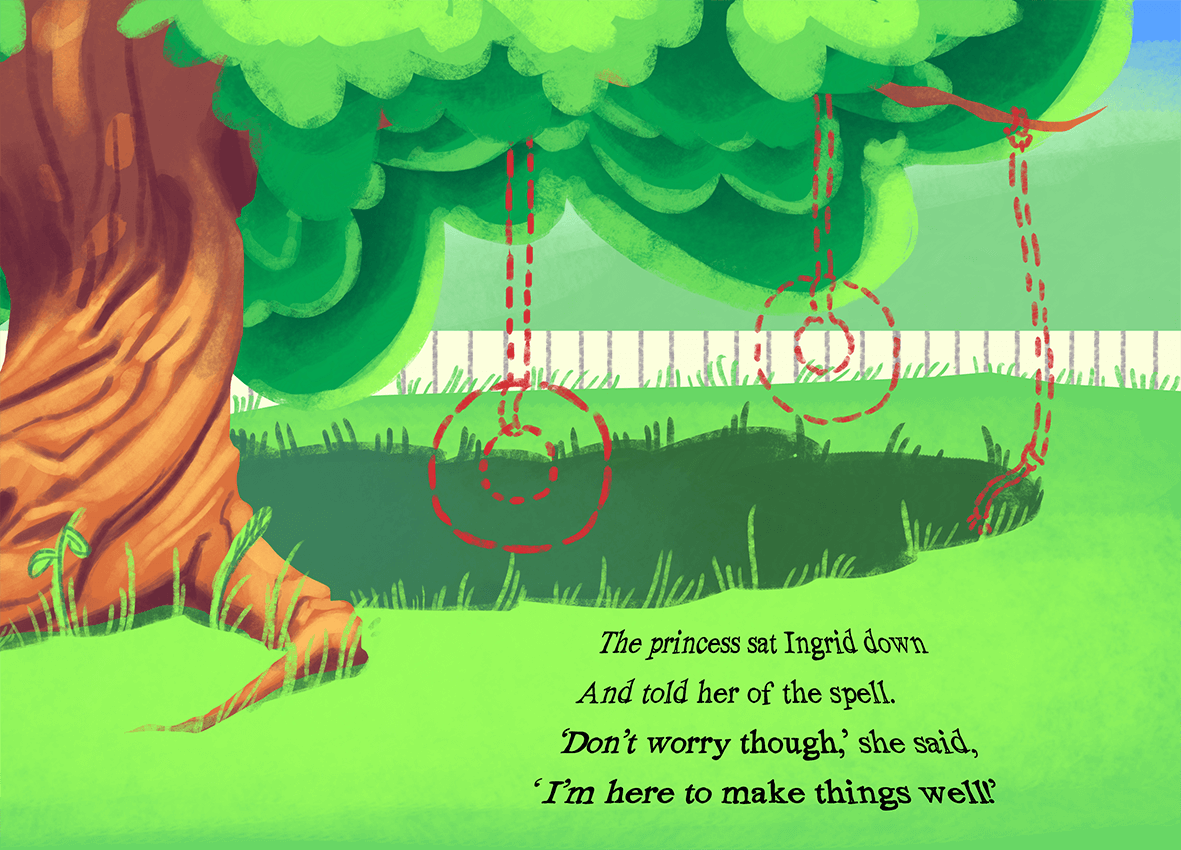 The princess sat Ingrid down
And told her of the spell.
‘Don’t worry though,’ she said,
‘I’m here to make things well!’